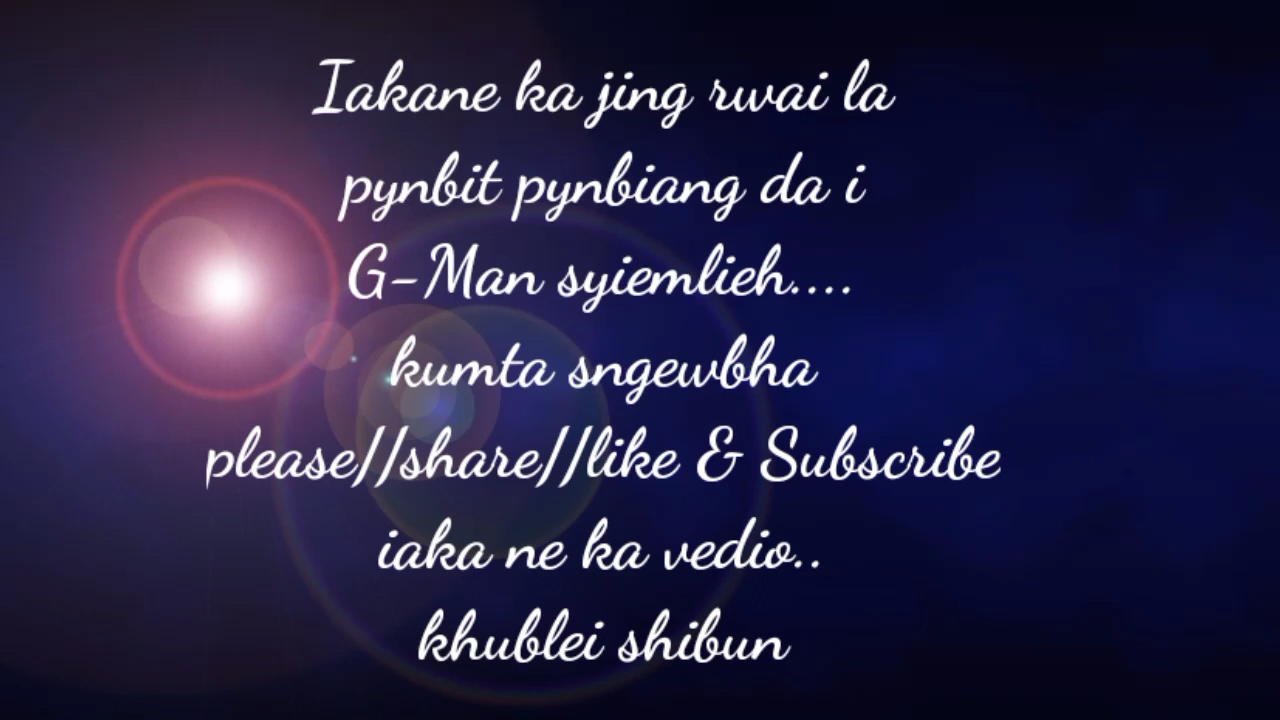 Iakane ka jing rwai la
pynbit pynbiang da i
G-Man syiemlieh....
kumta sngewbha
please//share//like & Subscribe
iaka ne ka vedio..
khublei shibun